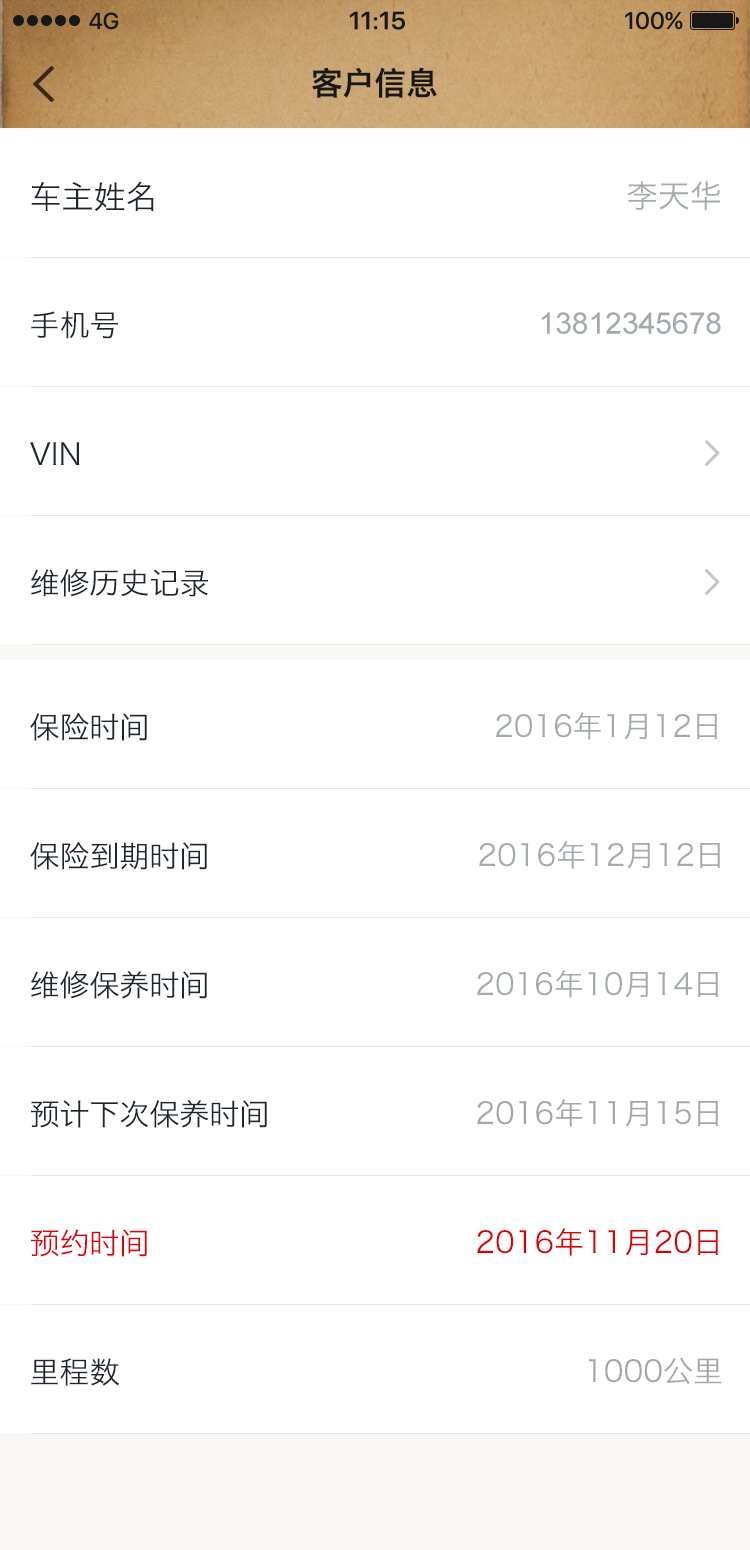 4G 11:15 100%
客户信息
车主姓名 李天华
手机号 13812345678
VIN
维修历史记录
保险时间 2016年1月12日
保险到期时间 2016年12月12日
维修保养时间 2016年10月14日
预计下次保养时间 2016年11月15日
预约时间 2016年11月20日
里程数 1000公里